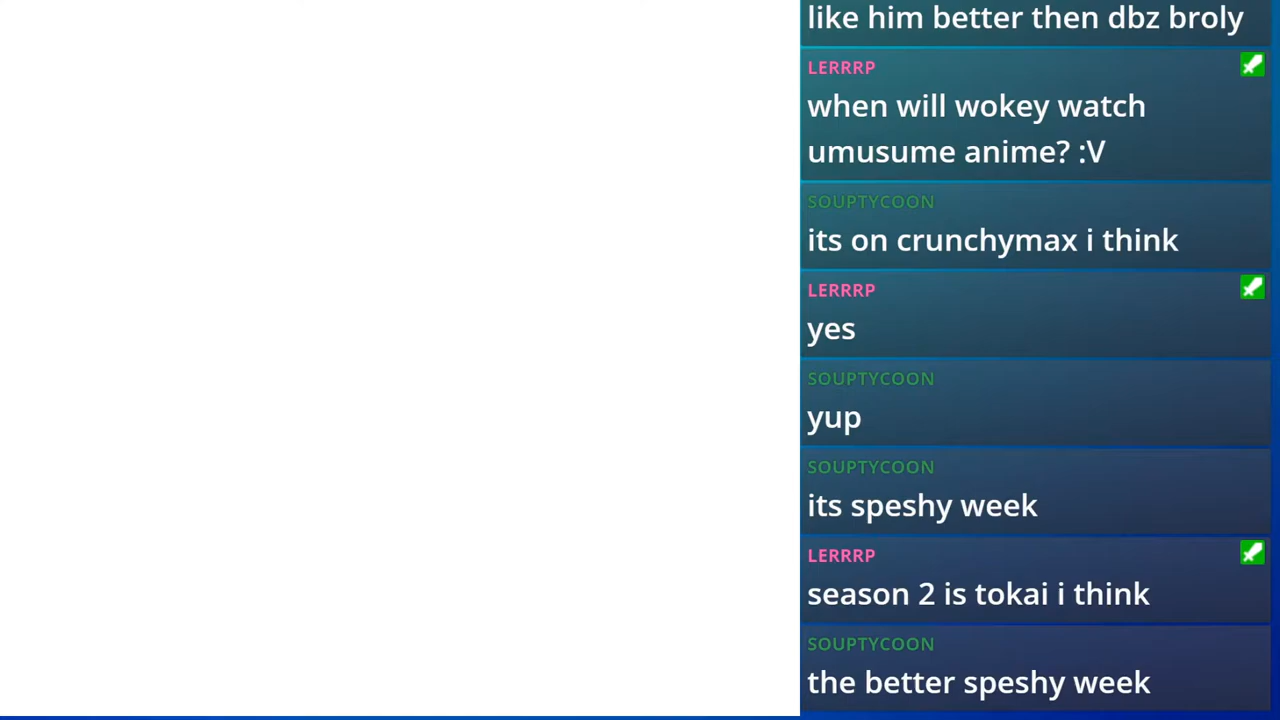 like him better then dbz broly
LERRRP
when will wokey watch
umusume anime? :V
SOUPTYCOON
its on crunchymax i think
LERRRP
yes
SOUPTYCOON
yup
SOUPTYCOON
its speshy week
LERRRP
season 2 is tokai i think
SOUPTYCOON
the better speshy week